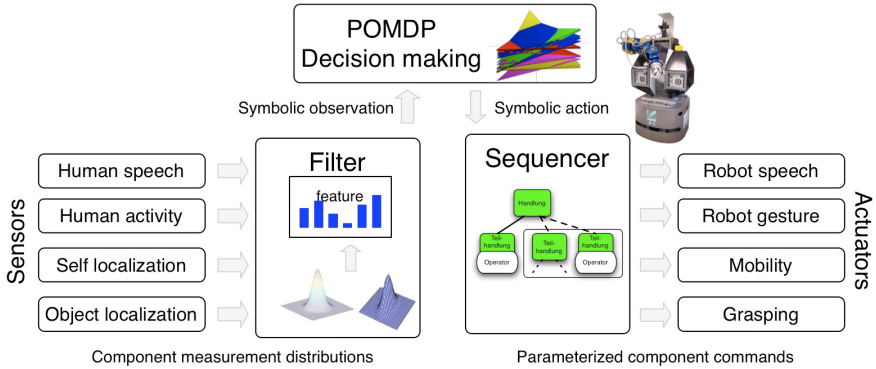 POMDP
Decision making
Symbolic observation
Symbolic action
Sensors
Human speech
Human activity
Self localization
Object localization
Filter
feature
Sequencer
Handlung
Teil-
handlung
Operator
Teil-
handlung
Teil-
handlung
Operator
Robot speech
Robot gesture
Mobility
Grasping
Actuators
Component measurement distributions
Parameterized component commands